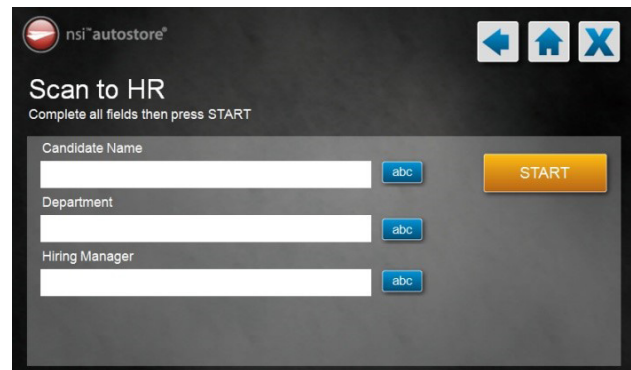 nsi™autostore®
Scan to HR
Complete all fields then press START
Candidate Name
abc
START
Department
abc
Hiring Manager
abc